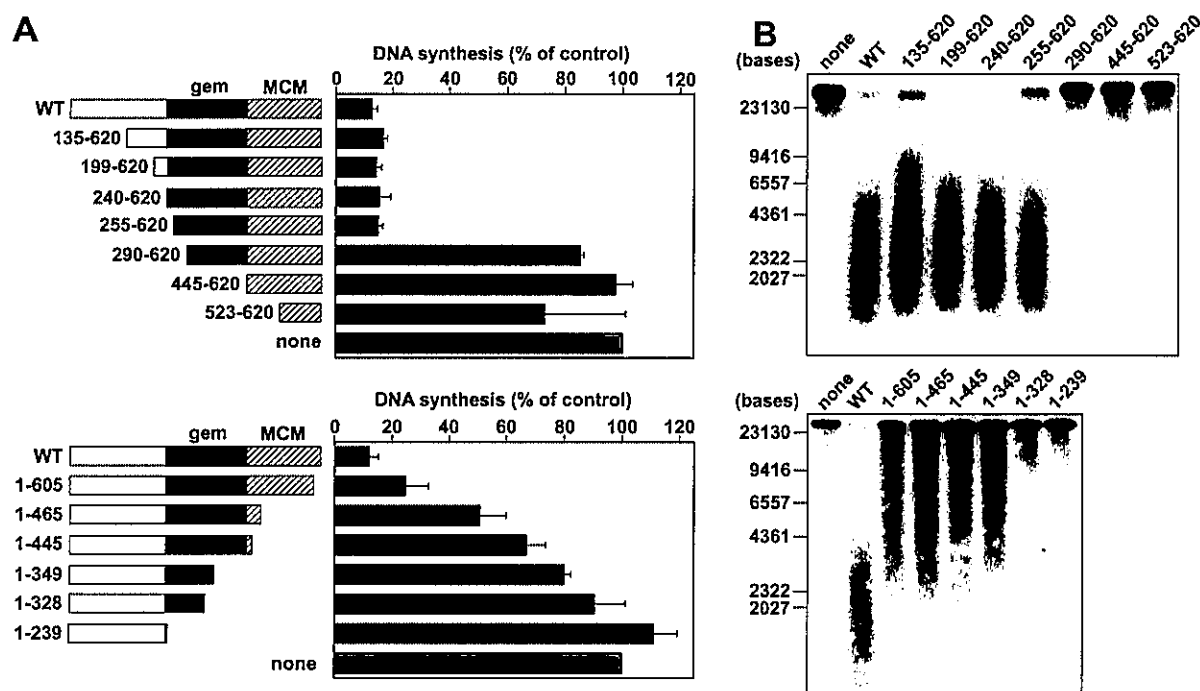 A
DNA synthesis (% of control)
gem MCM 0 20 40 60 80 100 120
WT
135-620
199-620
240-620
255-620
290-620
445-620
523-620
none
DNA synthesis (% of control)
gem MCM 0 20 40 60 80 100 120
WT
1-605
1-465
1-445
1-349
1-328
1-239
none
B
(bases) none WT 135-620 199-620 240-620 255-620 290-620 445-620 523-620
23130
9416
6557
4361
2322
2027
(bases) none WT 1-605 1-465 1-445 1-349 1-328 1-239
23130
9416
6557
4361
2322
2027